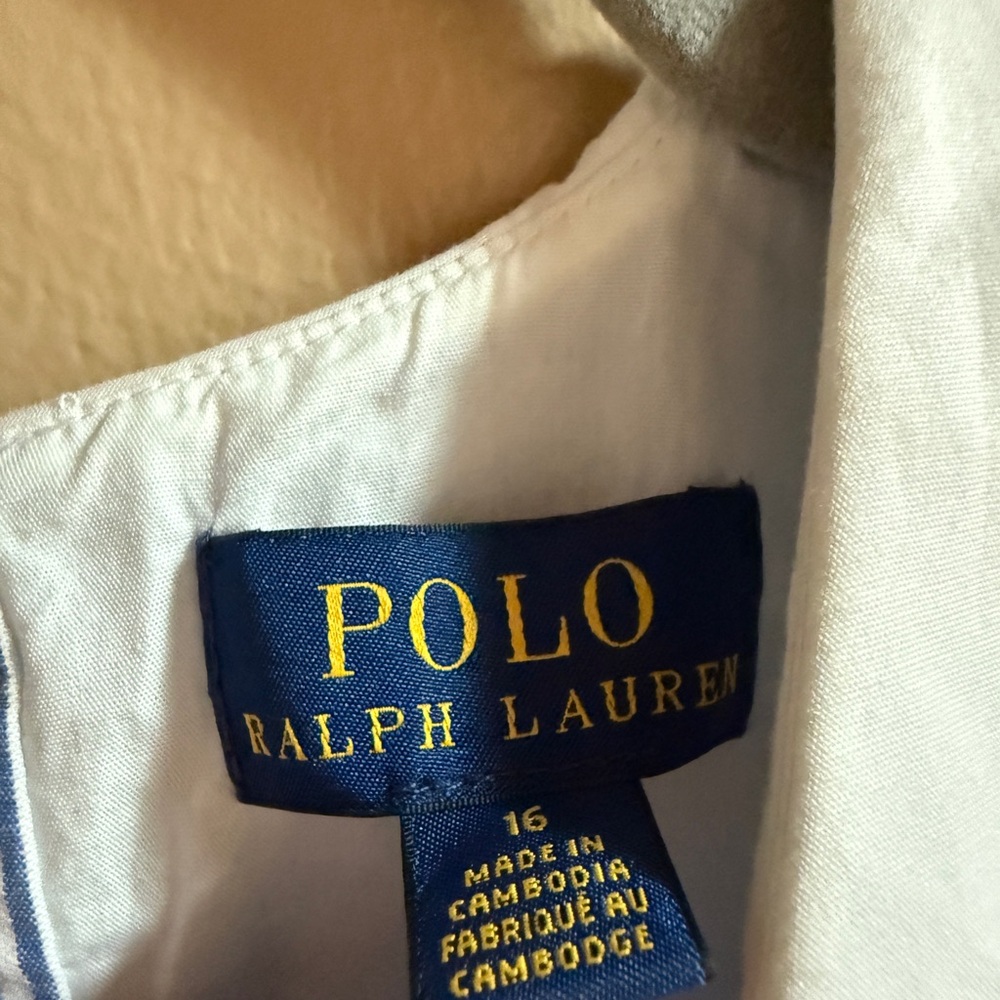 POLO
RALPH LAUREN
16
MADE IN
CAMBODIA
FABRIQUÉ AU
CAMBODGE